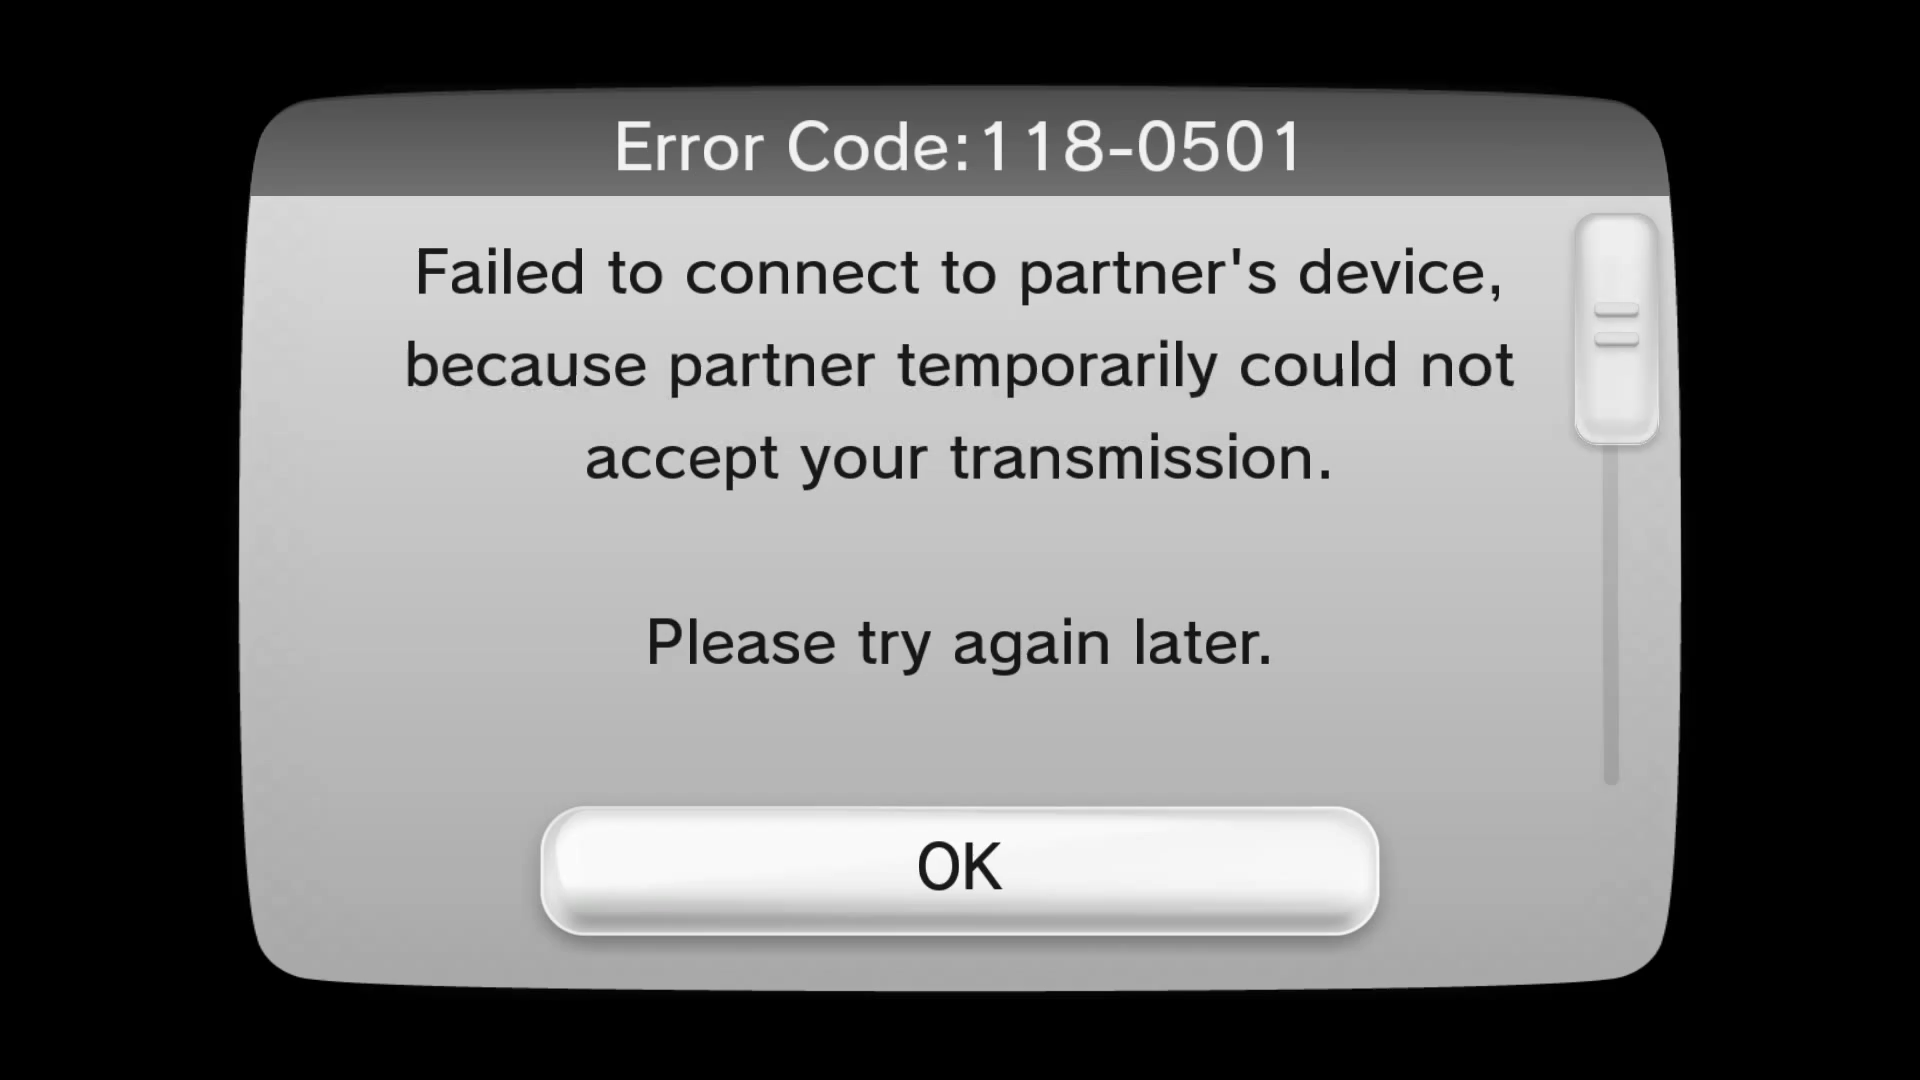 Error Code:118-0501
Failed to connect to partner's device,
because partner temporarily could not
accept your transmission.
Please try again later.
OK